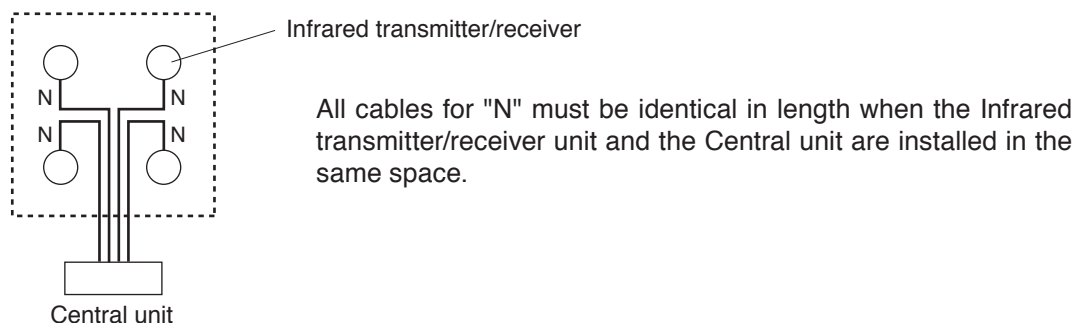 Infrared transmitter/receiver
N
N
N
N
All cables for "N" must be identical in length when the Infrared
transmitter/receiver unit and the Central unit are installed in the
same space.
Central unit